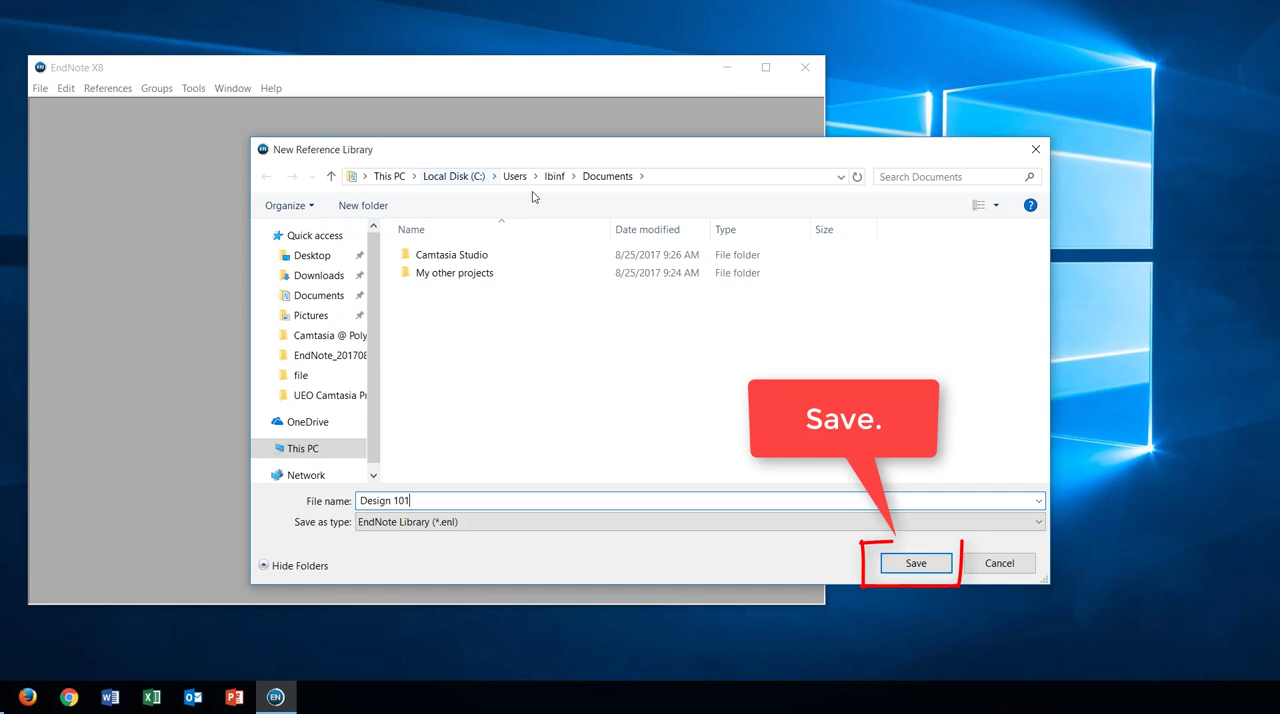 EndNote X8
File Edit References Groups Tools Window Help
New Reference Library
This PC Local Disk (C:) Users lbinf Documents
Search Documents
Organize New folder
Quick access
Desktop
Downloads
Documents
Pictures
Camtasia @ Poly
EndNote_201708
file
UEO Camtasia Pr
OneDrive
This PC
Network
Name Date modified Type Size
Camtasia Studio 8/25/2017 9:26 AM File folder
My other projects 8/25/2017 9:24 AM File folder
Save.
File name: Design 101
Save as type: EndNote Library (*.enl)
Hide Folders
Save Cancel
EN